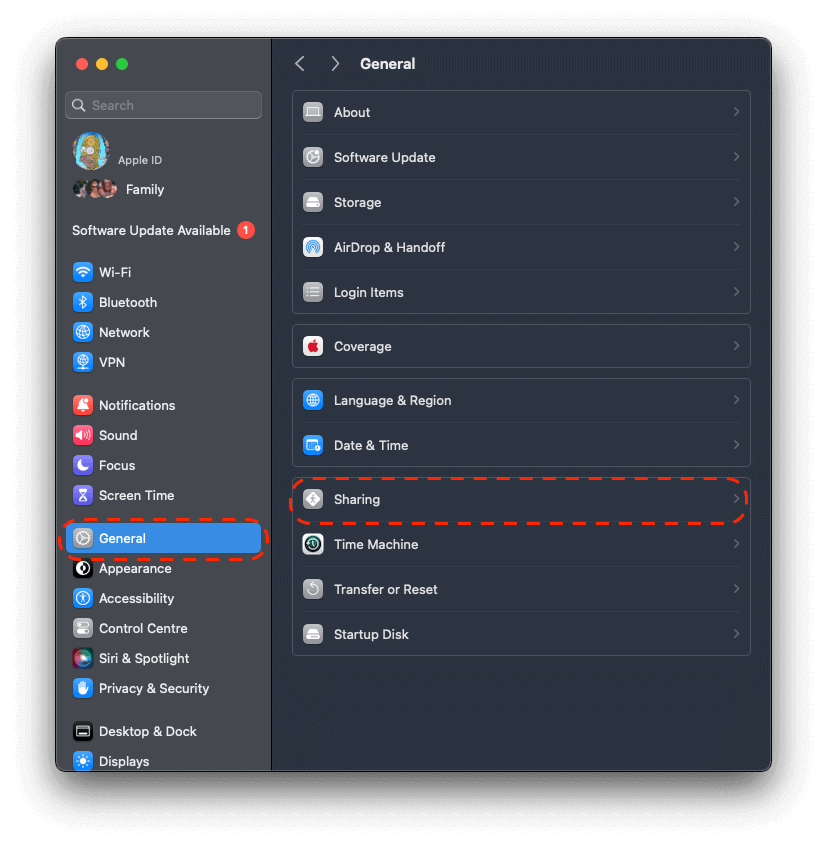 Search
Apple ID
Family
Software Update Available 1
Wi-Fi
Bluetooth
Network
VPN
Notifications
Sound
Focus
Screen Time
General
Appearance
Accessibility
Control Centre
Siri & Spotlight
Privacy & Security
Desktop & Dock
Displays
General
About
Software Update
Storage
AirDrop & Handoff
Login Items
Coverage
Language & Region
Date & Time
Sharing
Time Machine
Transfer or Reset
Startup Disk